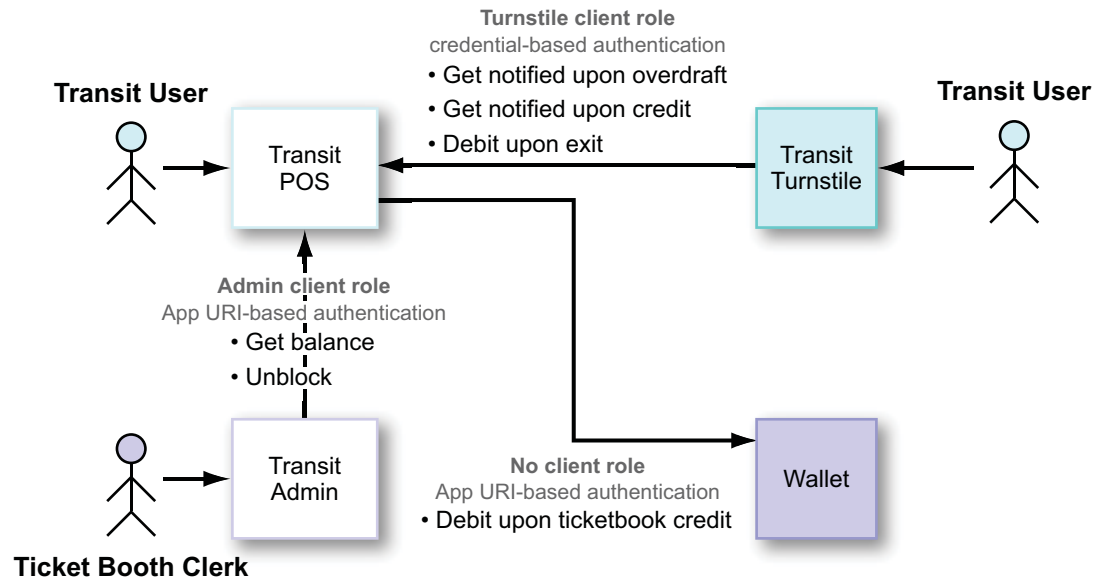 Turnstile client role
credential-based authentication
• Get notified upon overdraft
• Get notified upon credit
• Debit upon exit
Transit User
Transit User
Transit
POS
Transit
Turnstile
Admin client role
App URI-based authentication
• Get balance
• Unblock
Transit
Admin
No client role
App URI-based authentication
• Debit upon ticketbook credit
Wallet
Ticket Booth Clerk